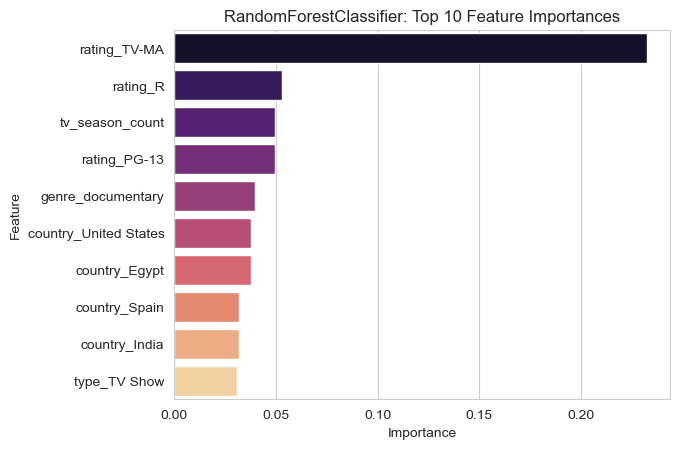 RandomForestClassifier: Top 10 Feature Importances
Feature
rating_TV-MA
rating_R
tv_season_count
rating_PG-13
genre_documentary
country_United States
country_Egypt
country_Spain
country_India
type_TV Show
0.00 0.05 0.10 0.15 0.20
Importance